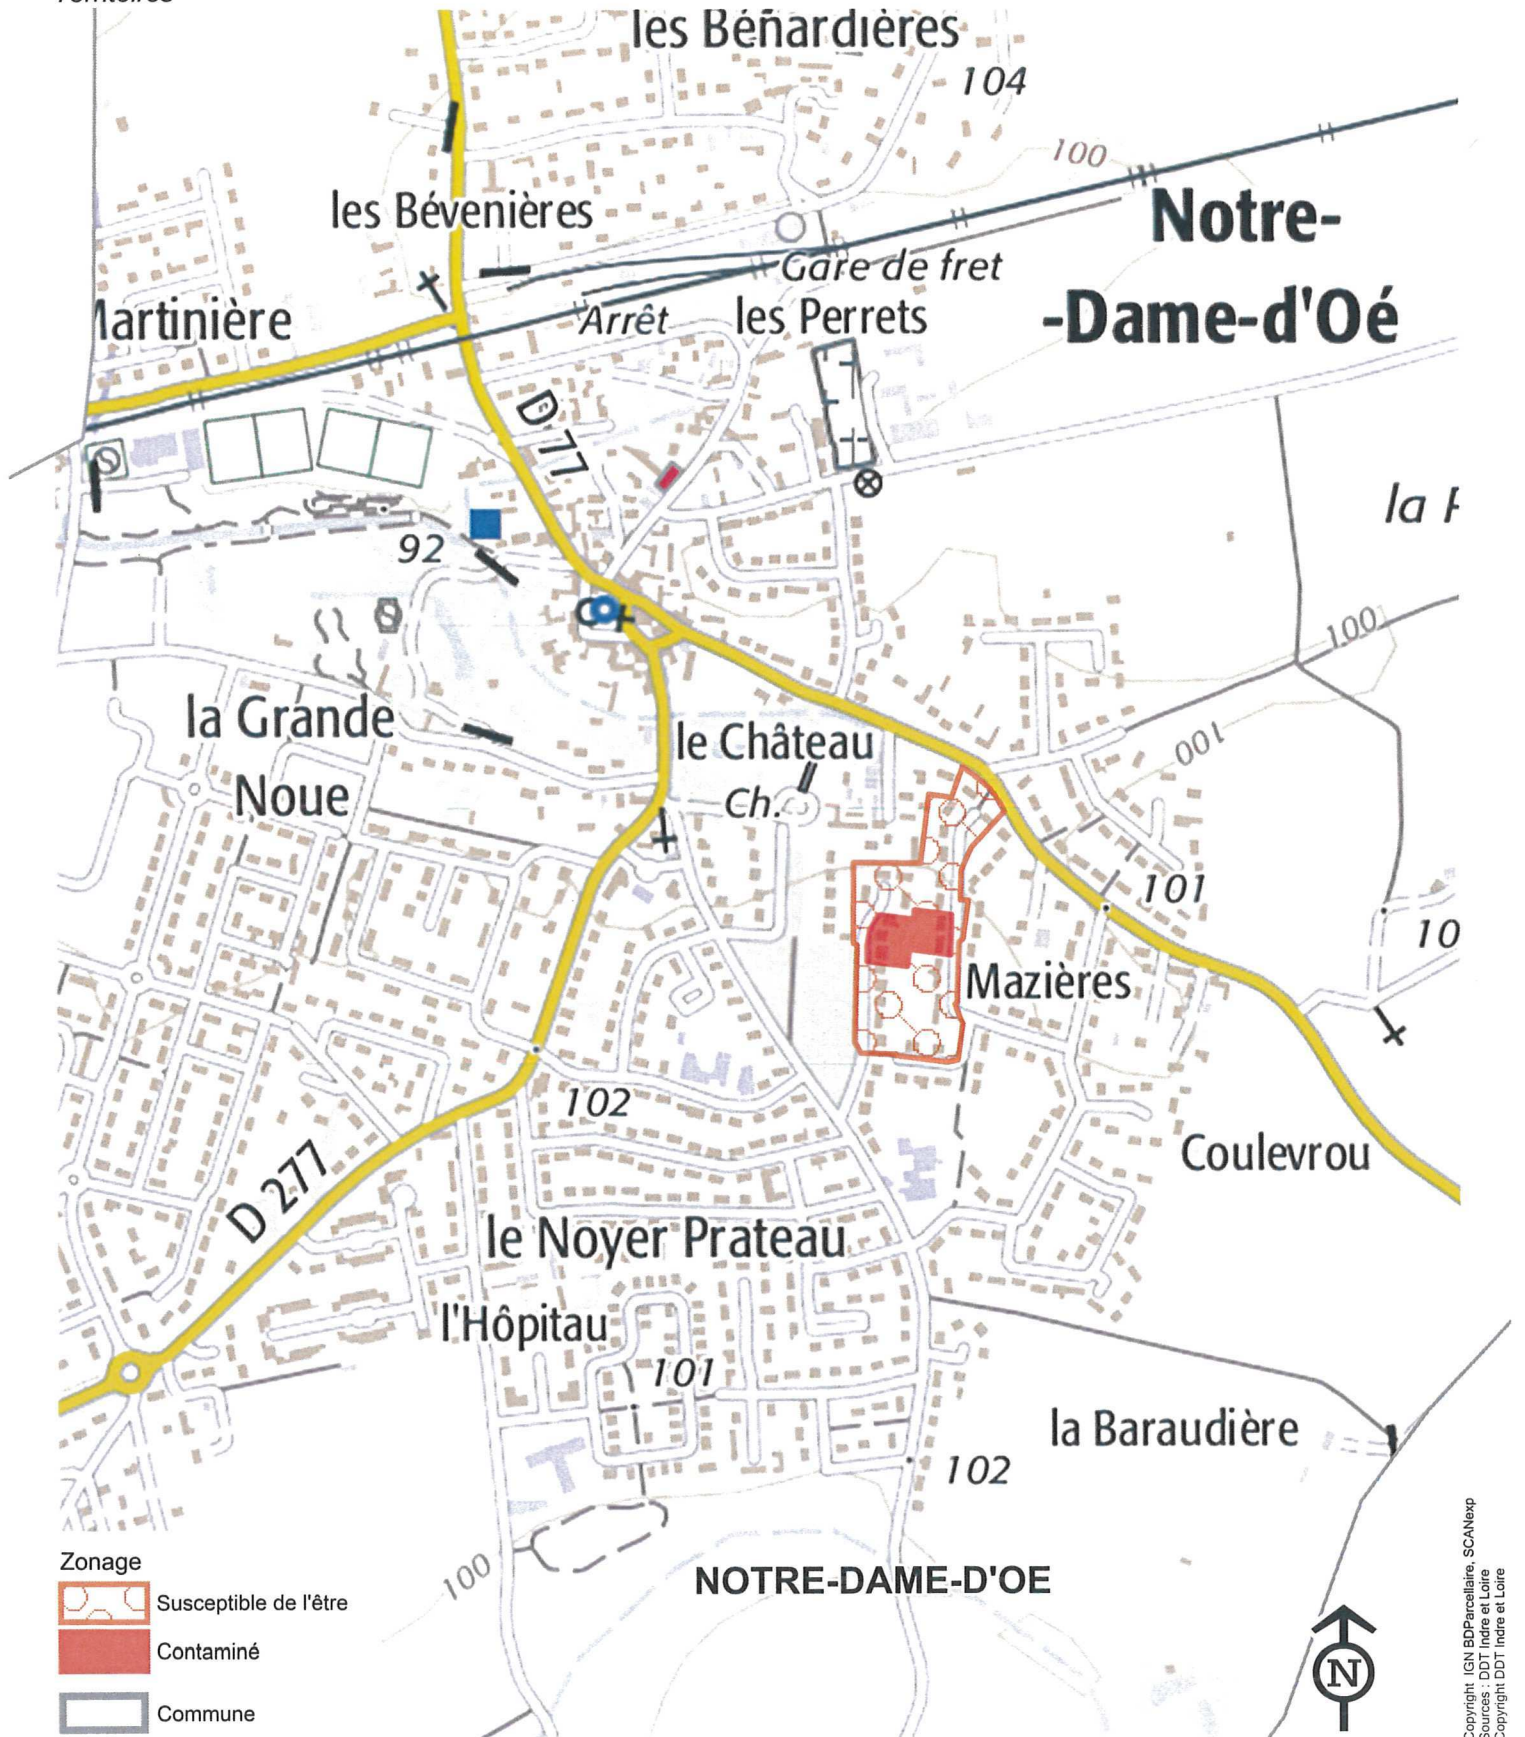 Territoires
les Bénardières
104
100
les Bévenières
Notre-
Gare de fret
-Dame-d'Oé
Arrêt
les Perrets
Martinière
D 77
la
92
100
la Grande
Noue
le Château
Ch.
100
101
10
Mazières
102
Coulevrou
D 277
le Noyer Prateau
l'Hôpitau
101
la Baraudière
102
100
NOTRE-DAME-D'OE
Zonage
Susceptible de l'être
Contaminé
Commune
N
Copyright IGN BDParcellaire, SCANexp
Sources : DDT Indre et Loire
Copyright DDT Indre et Loire